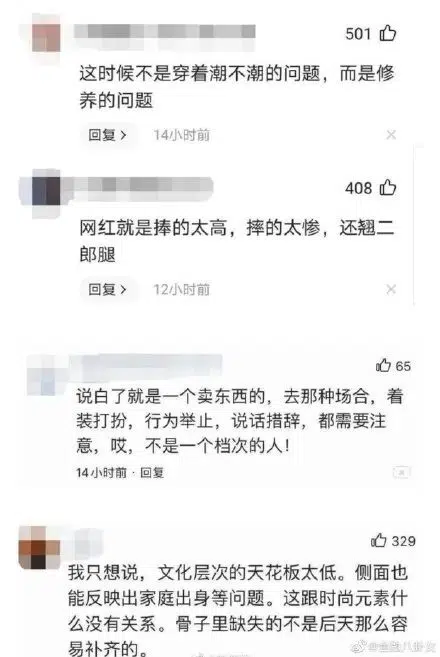 501
这时候不是穿着潮不潮的问题，而是修
养的问题
回复 > 14小时前 ×
408
网红就是捧的太高，摔的太惨，还翘二
郎腿
回复 > 12小时前 ×
65
说白了就是一个卖东西的，去那种场合，着
装打扮，行为举止，说话措辞，都需要注
意，哎，不是一个档次的人！
14小时前 · 回复
329
我只想说，文化层次的天花板太低。侧面也
能反映出家庭出身等问题。这跟时尚元素什
么没有关系。骨子里缺失的不是后天那么容
易补齐的。